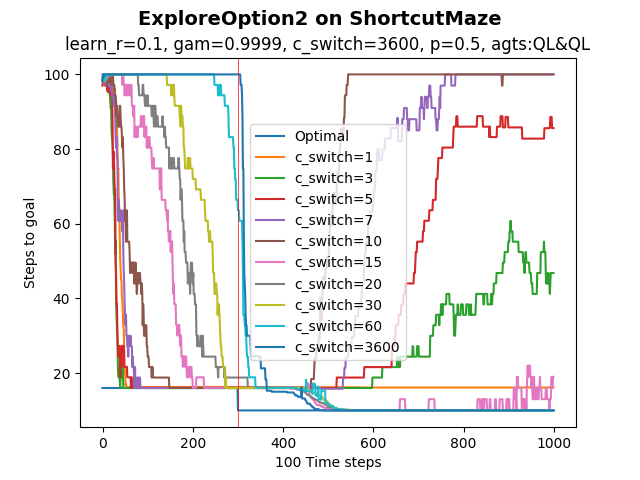 ExploreOption2 on ShortcutMaze
learn_r=0.1, gam=0.9999, c_switch=3600, p=0.5, agts:QL&QL
100
80
60
40
20
Steps to goal
Optimal
c_switch=1
c_switch=3
c_switch=5
c_switch=7
c_switch=10
c_switch=15
c_switch=20
c_switch=30
c_switch=60
c_switch=3600
0 200 400 600 800 1000
100 Time steps